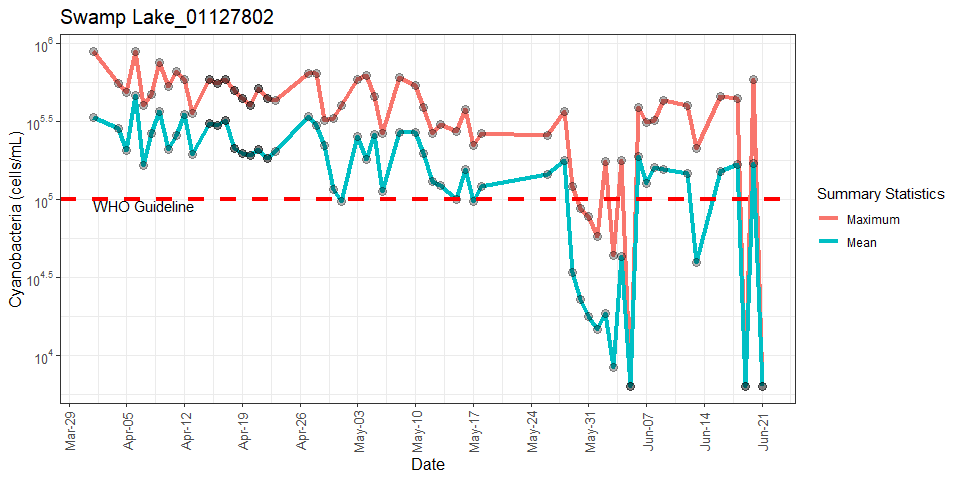 Swamp Lake_01127802
Cyanobacteria (cells/mL)
10^6
10^5.5
10^5
10^4.5
10^4
WHO Guideline
Mar-29
Apr-05
Apr-12
Apr-19
Apr-26
May-03
May-10
May-17
May-24
May-31
Jun-07
Jun-14
Jun-21
Date
Summary Statistics
Maximum
Mean